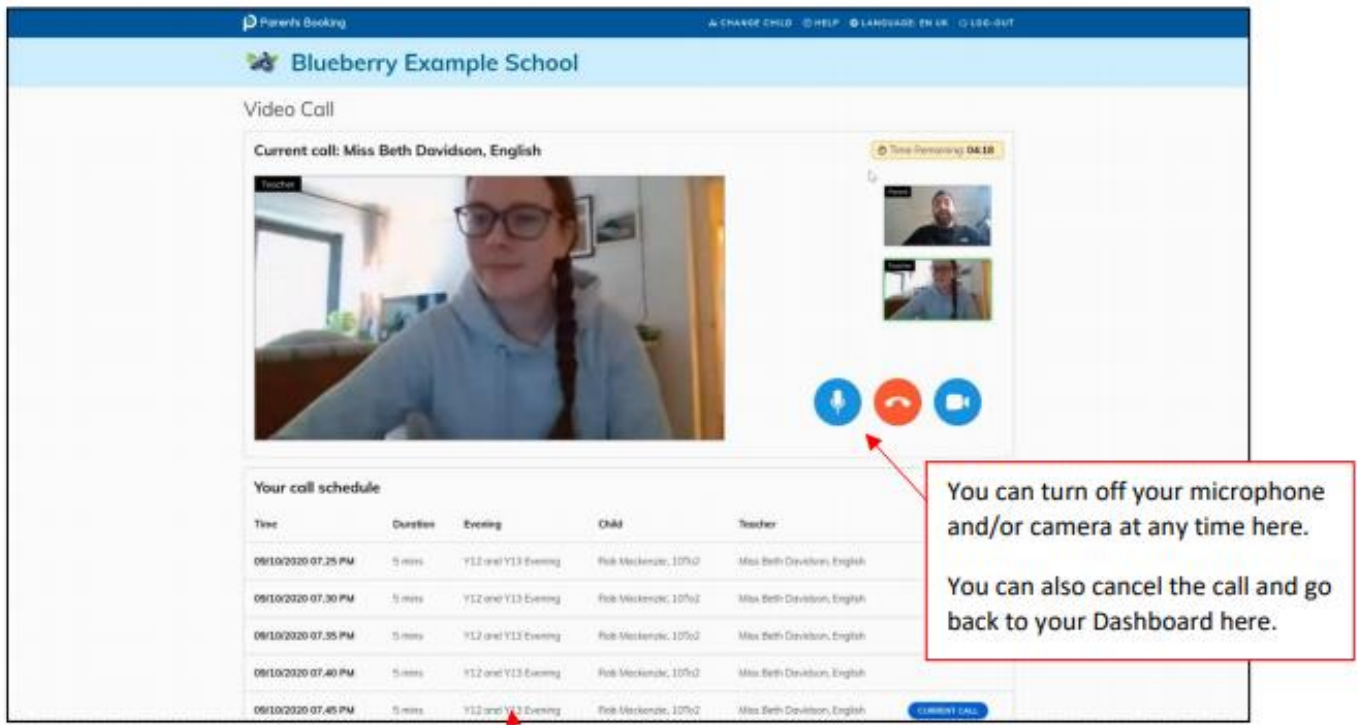 Parents Booking CHANGE CHILD HELP LANGUAGE: EN UK LOG-OUT
Blueberry Example School
Video Call
Current call: Miss Beth Davidson, English
Time Remaining: 04:18
Teacher
Parent
Teacher
You can turn off your microphone
and/or camera at any time here.
You can also cancel the call and go
back to your Dashboard here.
Your call schedule
Time Duration Evening Child Teacher
09/10/2020 07.25 PM 5 mins Y12 and Y13 Evening Rob Mackenzie, Miss Beth Davidson, English
09/10/2020 07.30 PM 5 mins Y12 and Y13 Evening Rob Mackenzie, Miss Beth Davidson, English
09/10/2020 07.35 PM 5 mins Y12 and Y13 Evening Rob Mackenzie, Miss Beth Davidson, English
09/10/2020 07.40 PM 5 mins Y12 and Y13 Evening Rob Mackenzie, Miss Beth Davidson, English
09/10/2020 07.45 PM 5 mins Y12 and Y13 Evening Rob Mackenzie, Miss Beth Davidson, English CURRENT CALL